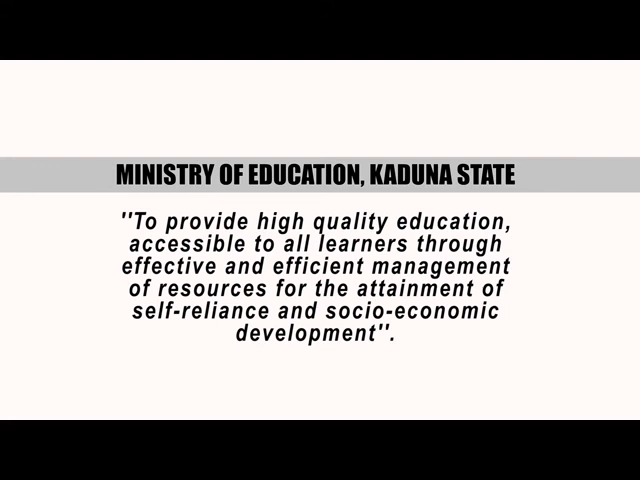 MINISTRY OF EDUCATION, KADUNA STATE
"To provide high quality education,
accessible to all learners through
effective and efficient management
of resources for the attainment of
self-reliance and socio-economic
development".